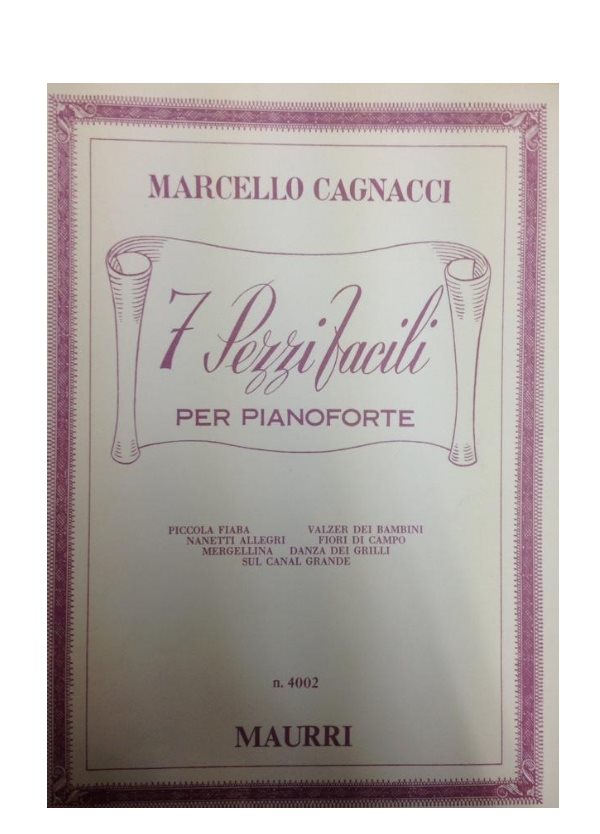 MARCELLO CAGNACCI
7 Pezzi facili
PER PIANOFORTE
PICCOLA FIABA VALZER DEI BAMBINI
NANETTI ALLEGRI FIORI DI CAMPO
MERGELLINA DANZA DEI GRILLI
SUL CANAL GRANDE
n. 4002
MAURRI